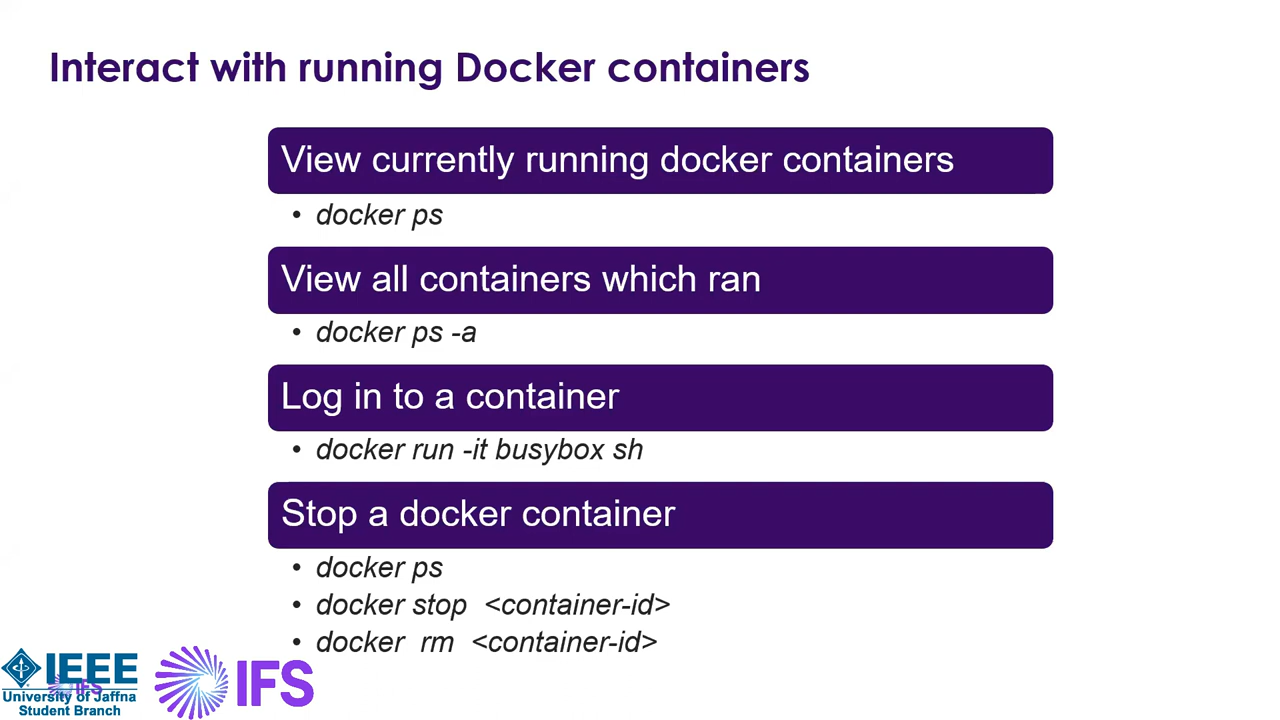 Interact with running Docker containers
View currently running docker containers
• docker ps
View all containers which ran
• docker ps -a
Log in to a container
• docker run -it busybox sh
Stop a docker container
• docker ps
• docker stop <container-id>
• docker rm <container-id>
IEEE
IFS
University of Jaffna
Student Branch
IFS